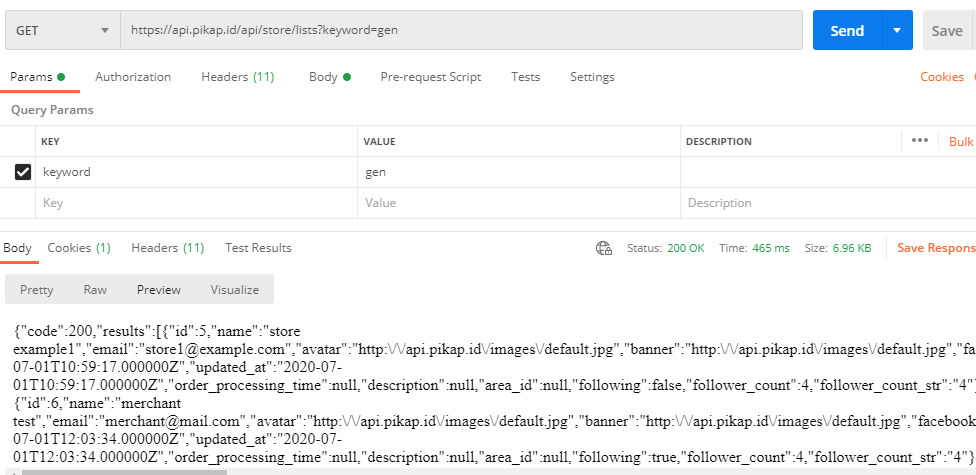 GET https://api.pikap.id/api/store/lists?keyword=gen Send Save
Params Authorization Headers (11) Body Pre-request Script Tests Settings Cookies
Query Params
KEY VALUE DESCRIPTION ••• Bulk
keyword gen
Key Value Description
Body Cookies (1) Headers (11) Test Results Status: 200 OK Time: 465 ms Size: 6.96 KB Save Respons
Pretty Raw Preview Visualize
{"code":200,"results":[{"id":5,"name":"store
example1","email":"store1@example.com","avatar":"http:\/\/api.pikap.id\/images\/default.jpg","banner":"http:\/\/api.pikap.id\/images\/default.jpg","fa
07-01T10:59:17.000000Z","updated_at":"2020-07-
01T10:59:17.000000Z","order_processing_time":null,"description":null,"area_id":null,"following":false,"follower_count":4,"follower_count_str":"4"}
{"id":6,"name":"merchant
test","email":"merchant@mail.com","avatar":"http:\/\/api.pikap.id\/images\/default.jpg","banner":"http:\/\/api.pikap.id\/images\/default.jpg","facebook
07-01T12:03:34.000000Z","updated_at":"2020-07-
01T12:03:34.000000Z","order_processing_time":null,"description":null,"area_id":null,"following":true,"follower_count":4,"follower_count_str":"4"}